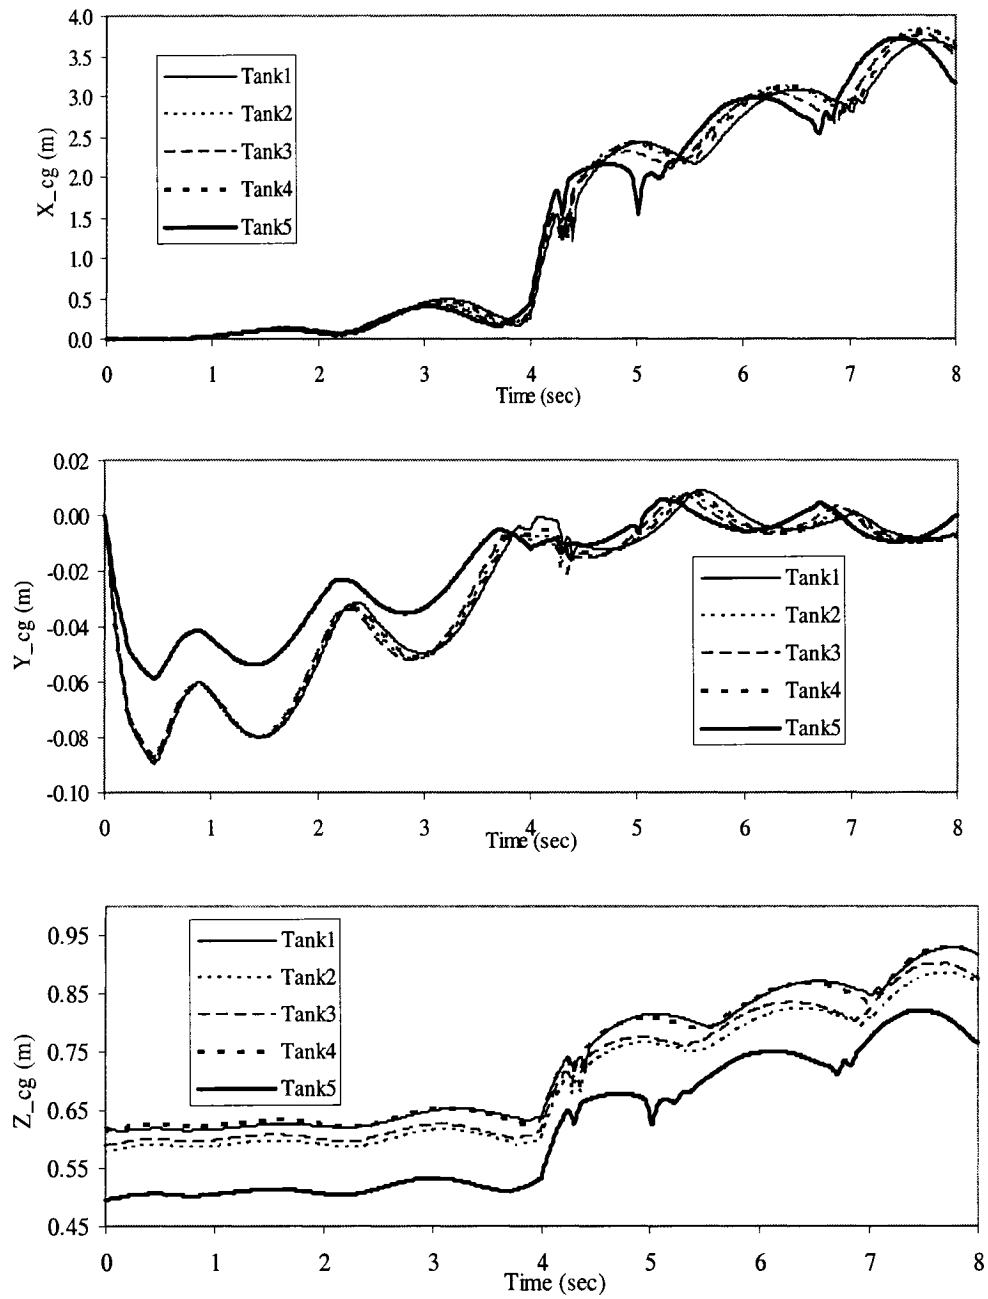 4.0
3.5
3.0
2.5
2.0
1.5
1.0
0.5
0.0
X_cg (m)
Tank1
Tank2
Tank3
Tank4
Tank5
0 1 2 3 4 5 6 7 8
Time (sec)
0.02
0.00
-0.02
-0.04
-0.06
-0.08
-0.10
Y_cg (m)
Tank1
Tank2
Tank3
Tank4
Tank5
0 1 2 3 4 5 6 7 8
Time (sec)
0.95
0.85
0.75
0.65
0.55
0.45
Z_cg (m)
Tank1
Tank2
Tank3
Tank4
Tank5
0 1 2 3 4 5 6 7 8
Time (sec)